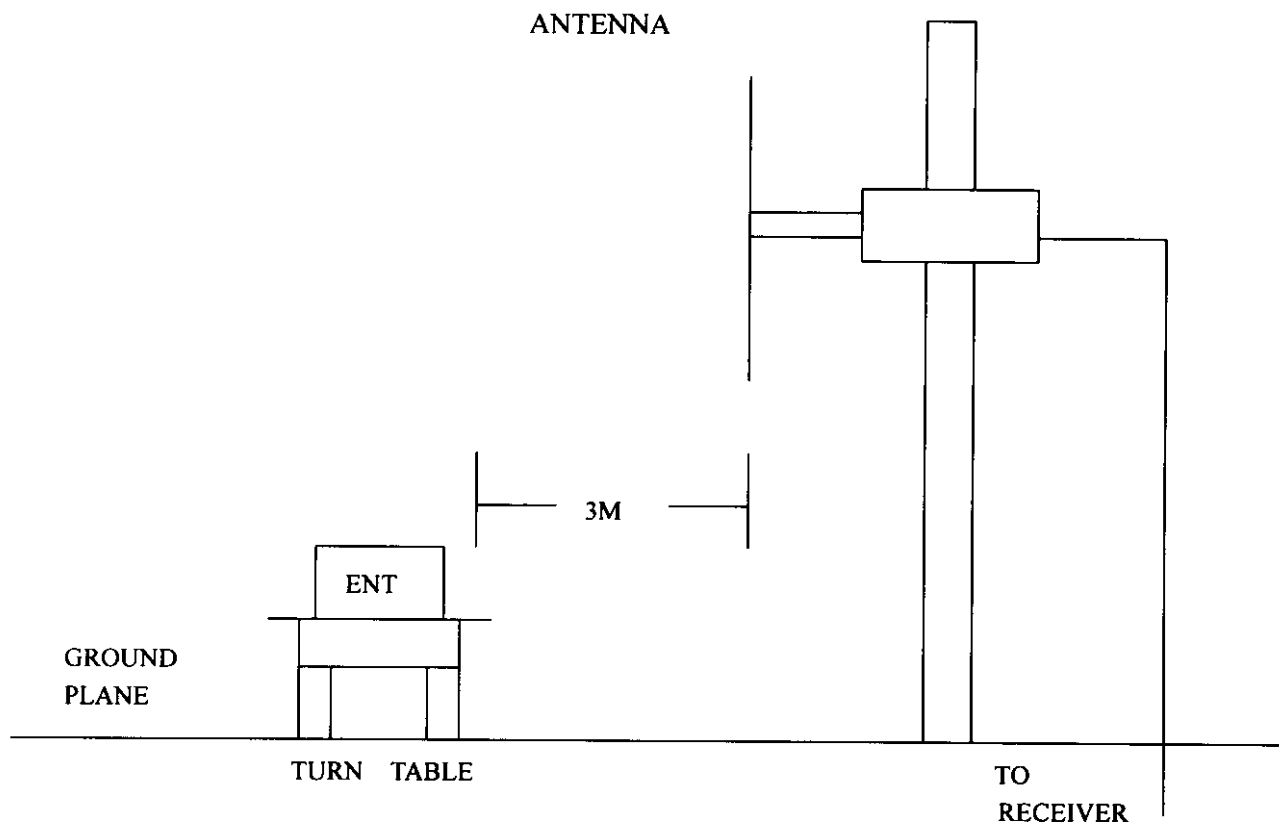 ANTENNA
3M
ENT
GROUND
PLANE
TURN TABLE
TO
RECEIVER